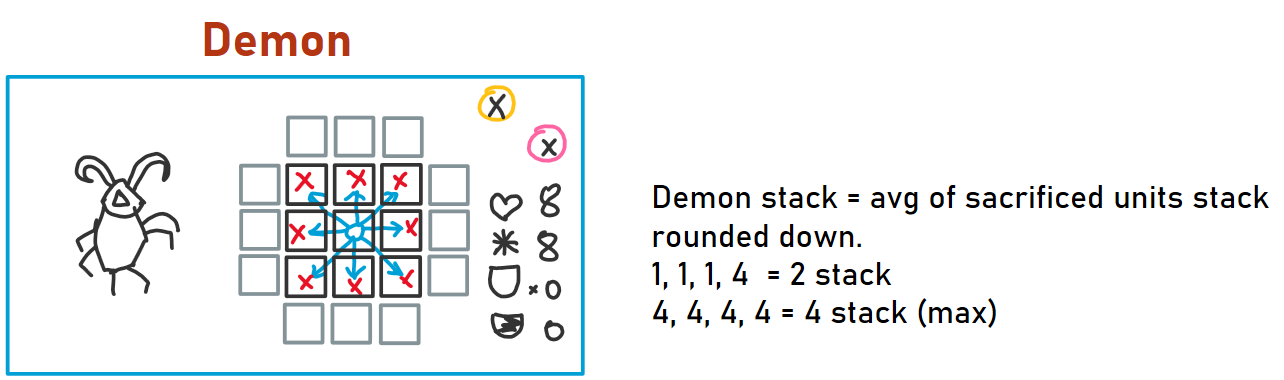 Demon
X
x
8
8
x 0
0
Demon stack = avg of sacrificed units stack
rounded down.
1, 1, 1, 4 = 2 stack
4, 4, 4, 4 = 4 stack (max)